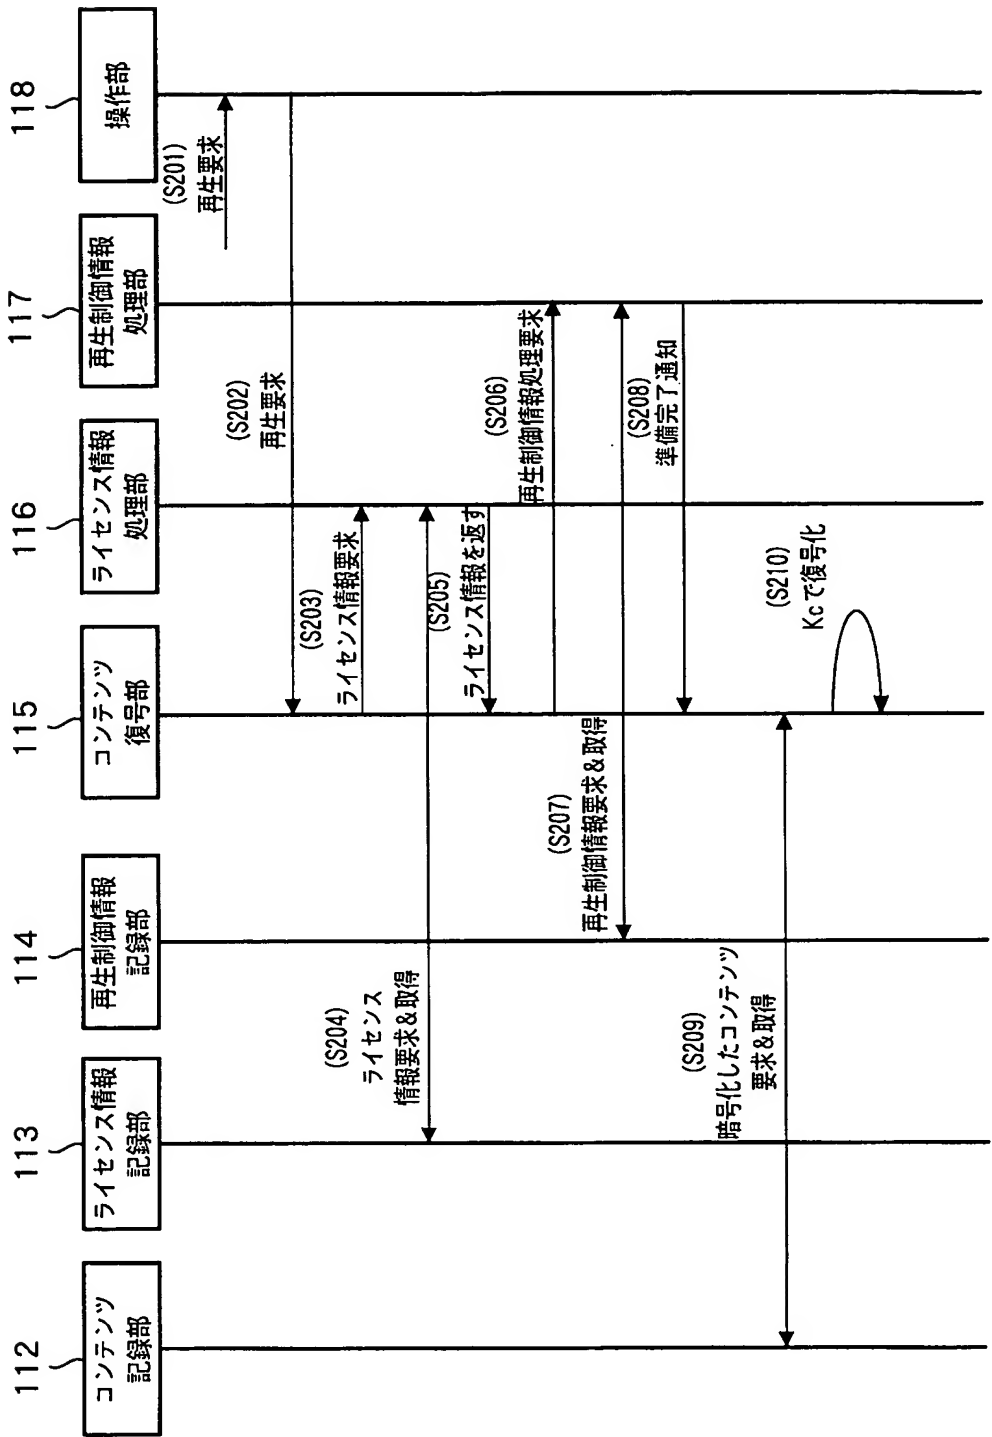 112
コンテンツ
記録部
113
ライセンス情報
記録部
114
再生制御情報
記録部
115
コンテンツ
復号部
116
ライセンス情報
処理部
117
再生制御情報
処理部
118
操作部
(S201)
再生要求
(S202)
再生要求
(S203)
ライセンス情報要求
(S204)
ライセンス
情報要求&取得
(S205)
ライセンス情報を返す
(S206)
再生制御情報処理要求
(S207)
再生制御情報要求&取得
(S208)
準備完了通知
(S209)
暗号化したコンテンツ
要求&取得
(S210)
Kcで復号化